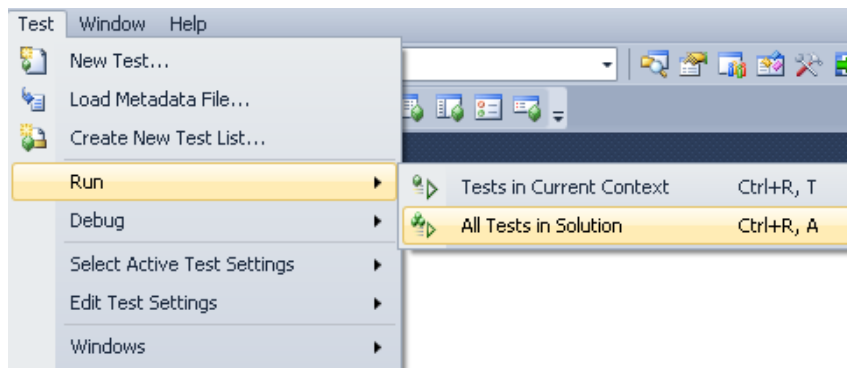 Test Window Help
New Test...
Load Metadata File...
Create New Test List...
Run
Tests in Current Context Ctrl+R, T
Debug
All Tests in Solution Ctrl+R, A
Select Active Test Settings
Edit Test Settings
Windows